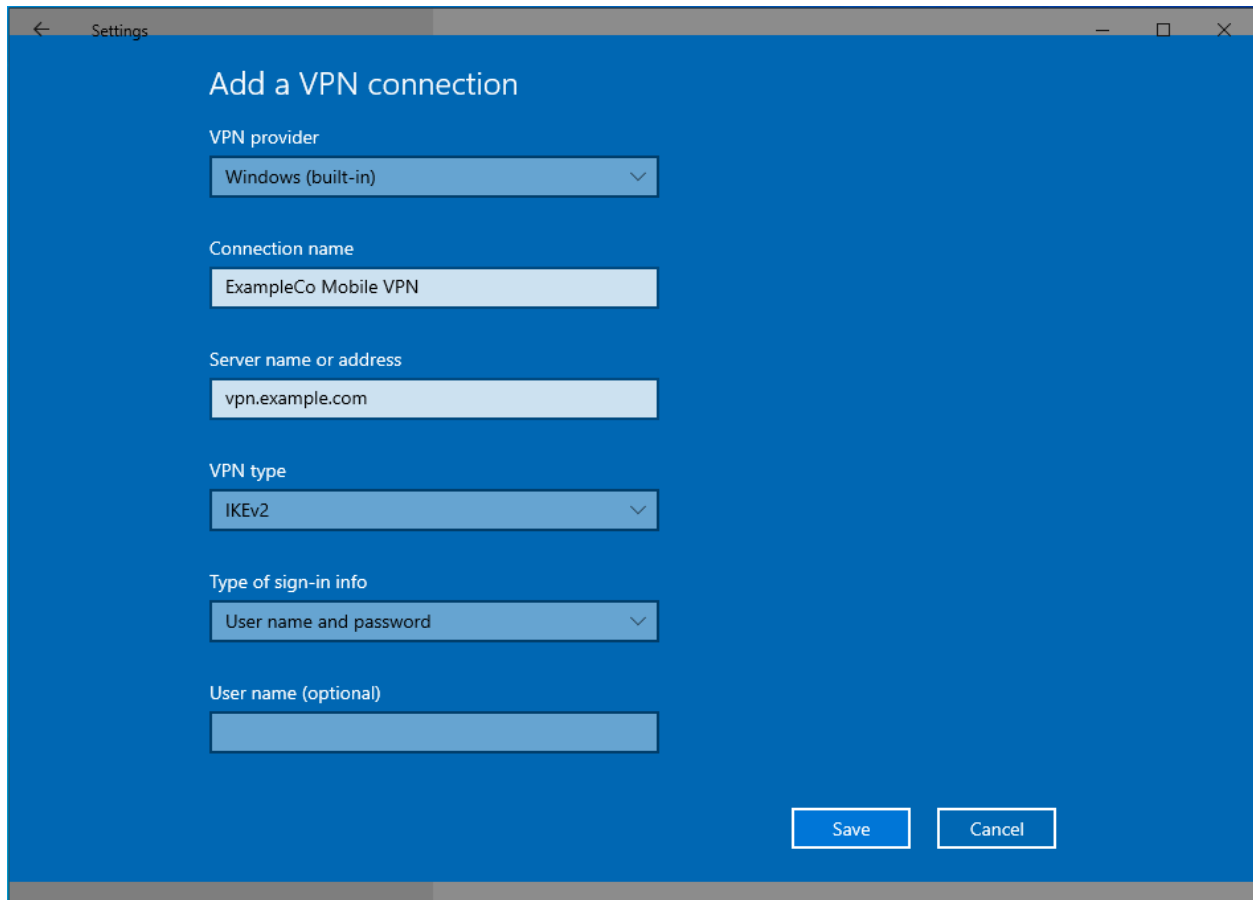 Settings
Add a VPN connection
VPN provider
Windows (built-in)
Connection name
ExampleCo Mobile VPN
Server name or address
vpn.example.com
VPN type
IKEv2
Type of sign-in info
User name and password
User name (optional)
Save Cancel